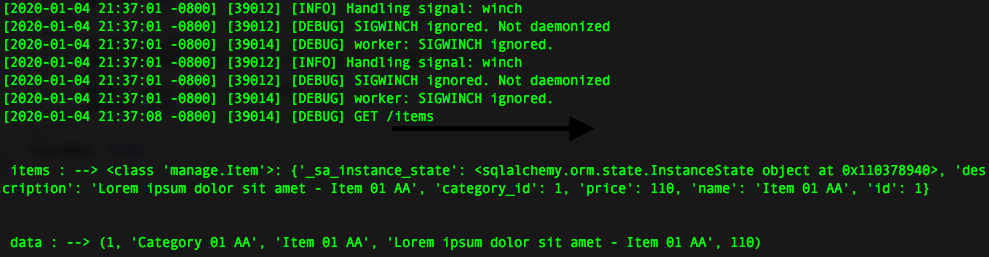 [2020-01-04 21:37:01 -0800] [39012] [INFO] Handling signal: winch
[2020-01-04 21:37:01 -0800] [39012] [DEBUG] SIGWINCH ignored. Not daemonized
[2020-01-04 21:37:01 -0800] [39014] [DEBUG] worker: SIGWINCH ignored.
[2020-01-04 21:37:01 -0800] [39012] [INFO] Handling signal: winch
[2020-01-04 21:37:01 -0800] [39012] [DEBUG] SIGWINCH ignored. Not daemonized
[2020-01-04 21:37:01 -0800] [39014] [DEBUG] worker: SIGWINCH ignored.
[2020-01-04 21:37:08 -0800] [39014] [DEBUG] GET /items
items : --> <class 'manage.Item'>: {'_sa_instance_state': <sqlalchemy.orm.state.InstanceState object at 0x110378940>, 'des
cription': 'Lorem ipsum dolor sit amet - Item 01 AA', 'category_id': 1, 'price': 110, 'name': 'Item 01 AA', 'id': 1}
data : --> (1, 'Category 01 AA', 'Item 01 AA', 'Lorem ipsum dolor sit amet - Item 01 AA', 110)